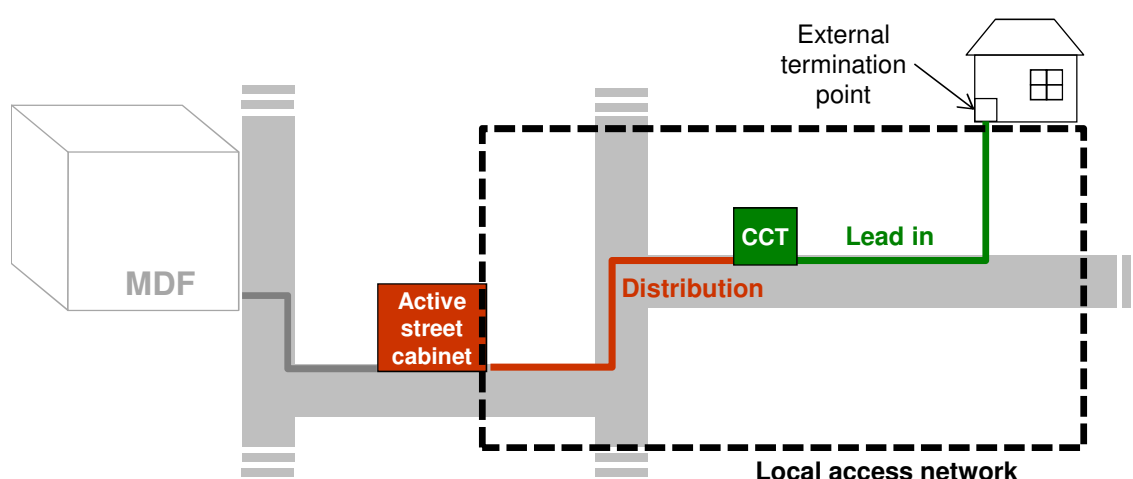 External
termination
point
CCT
Lead in
MDF
Distribution
Active
street
cabinet
Local access network